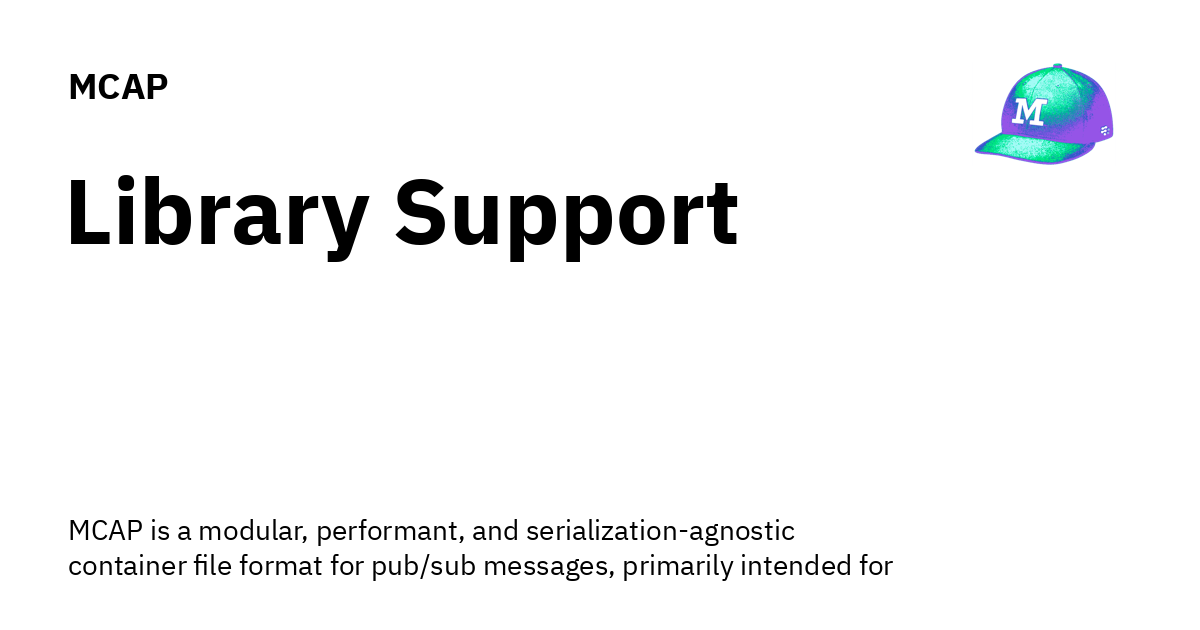 MCAP
M
Library Support
MCAP is a modular, performant, and serialization-agnostic
container file format for pub/sub messages, primarily intended for